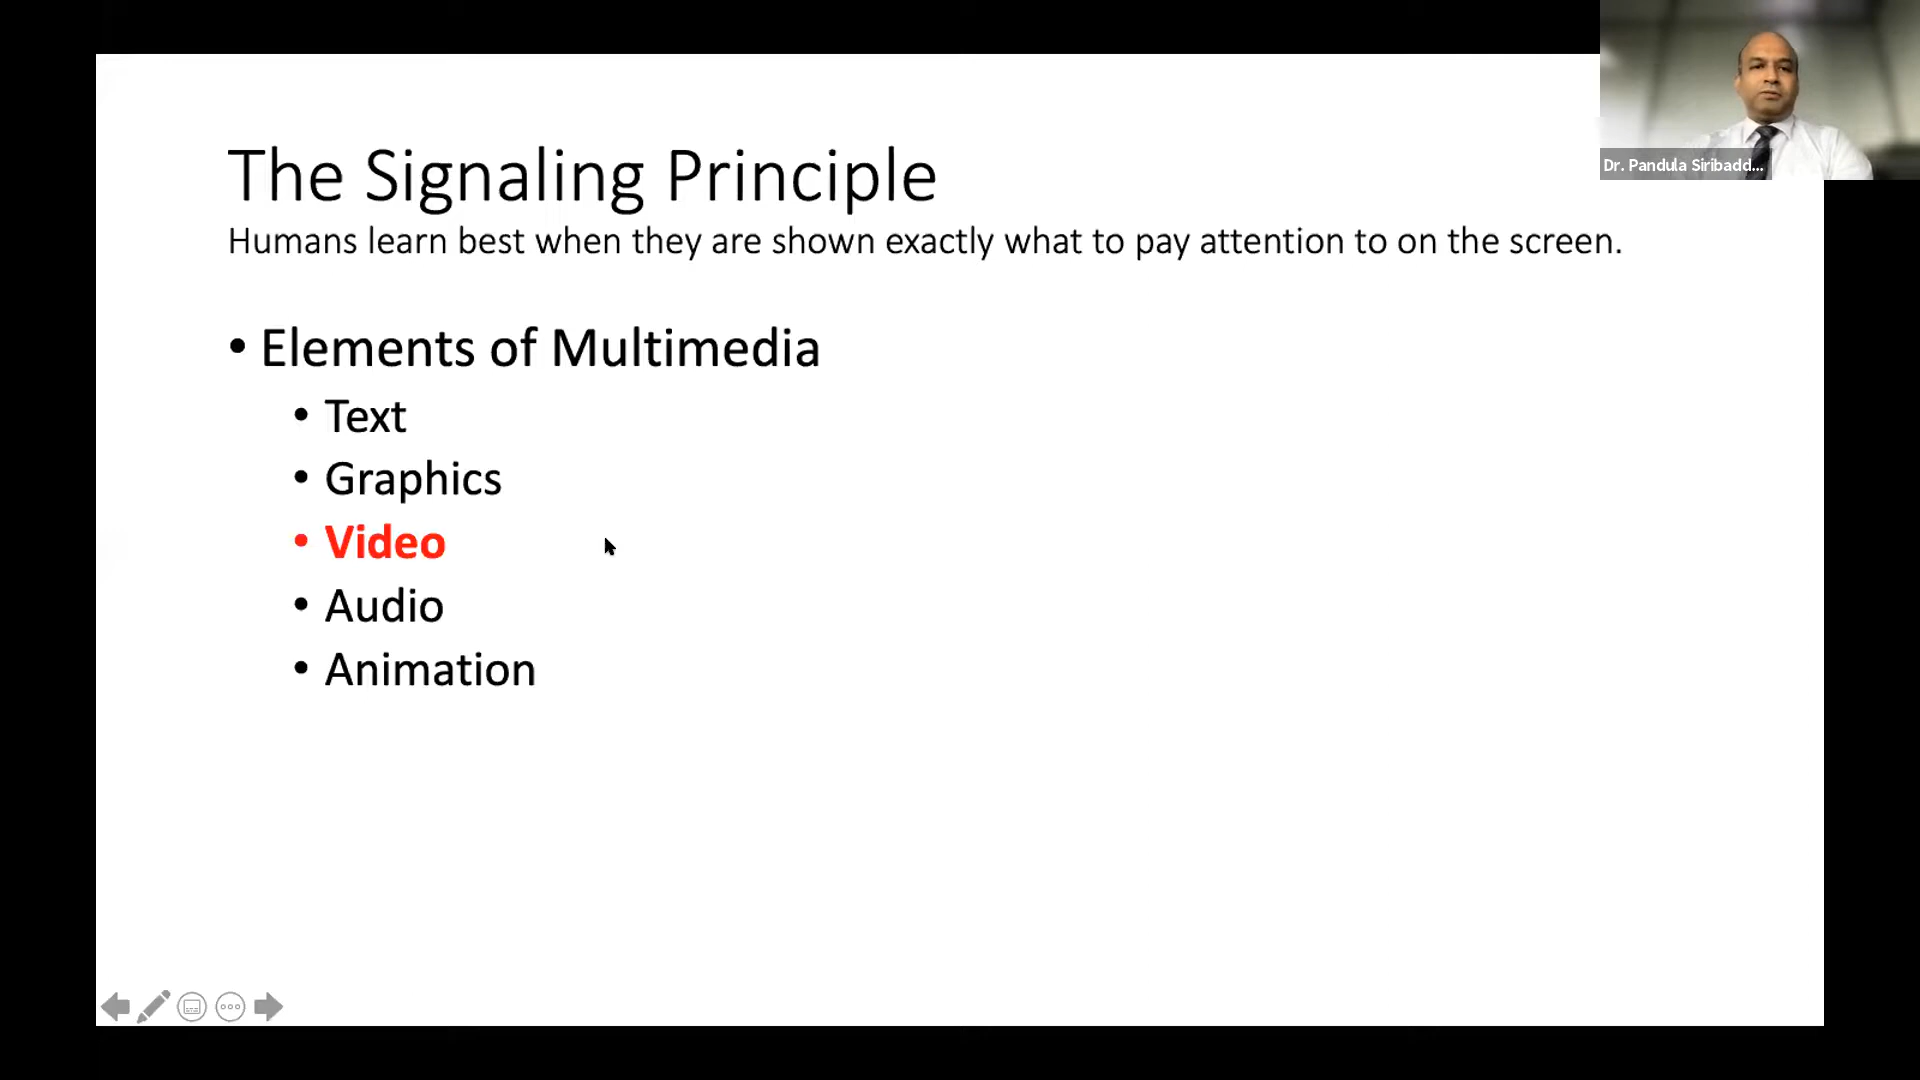 The Signaling Principle
Humans learn best when they are shown exactly what to pay attention to on the screen.
• Elements of Multimedia
• Text
• Graphics
• Video
• Audio
• Animation
Dr. Pandula Siribadd...